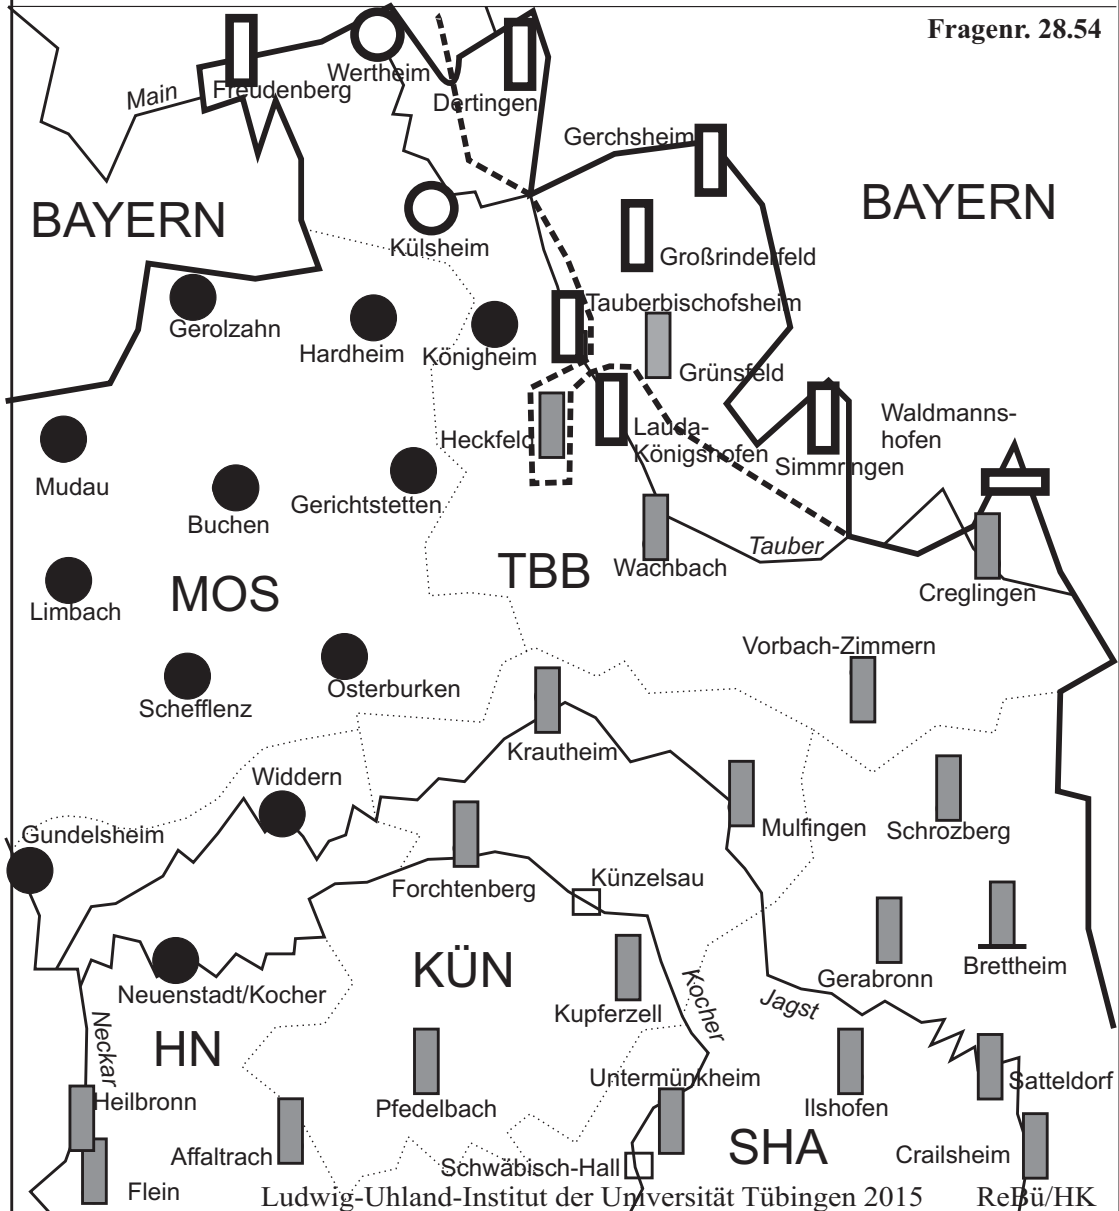 Fragenr. 28.54
Wertheim
Main
Freudenberg
Dertingen
Gerchsheim
BAYERN
BAYERN
Külsheim
Großrinderfeld
Tauberbischofsheim
Gerolzahn
Hardheim
Königheim
Grünsfeld
Waldmanns-
hofen
Heckfeld
Lauda-
Königshofen
Simmringen
Mudau
Buchen
Gerichtstetten
Tauber
Wachbach
TBB
MOS
Creglingen
Limbach
Vorbach-Zimmern
Osterburken
Schefflenz
Krautheim
Widdern
Gundelsheim
Mulfingen
Schrozberg
Forchtenberg
Künzelsau
KÜN
Gerabronn
Brettheim
Neuenstadt/Kocher
Kupferzell
Kocher
Jagst
Neckar
HN
Untermünkheim
Satteldorf
Heilbronn
Pfedelbach
Ilshofen
SHA
Affaltrach
Schwäbisch-Hall
Crailsheim
Flein
Ludwig-Uhland-Institut der Universität Tübingen 2015 ReBü/HK